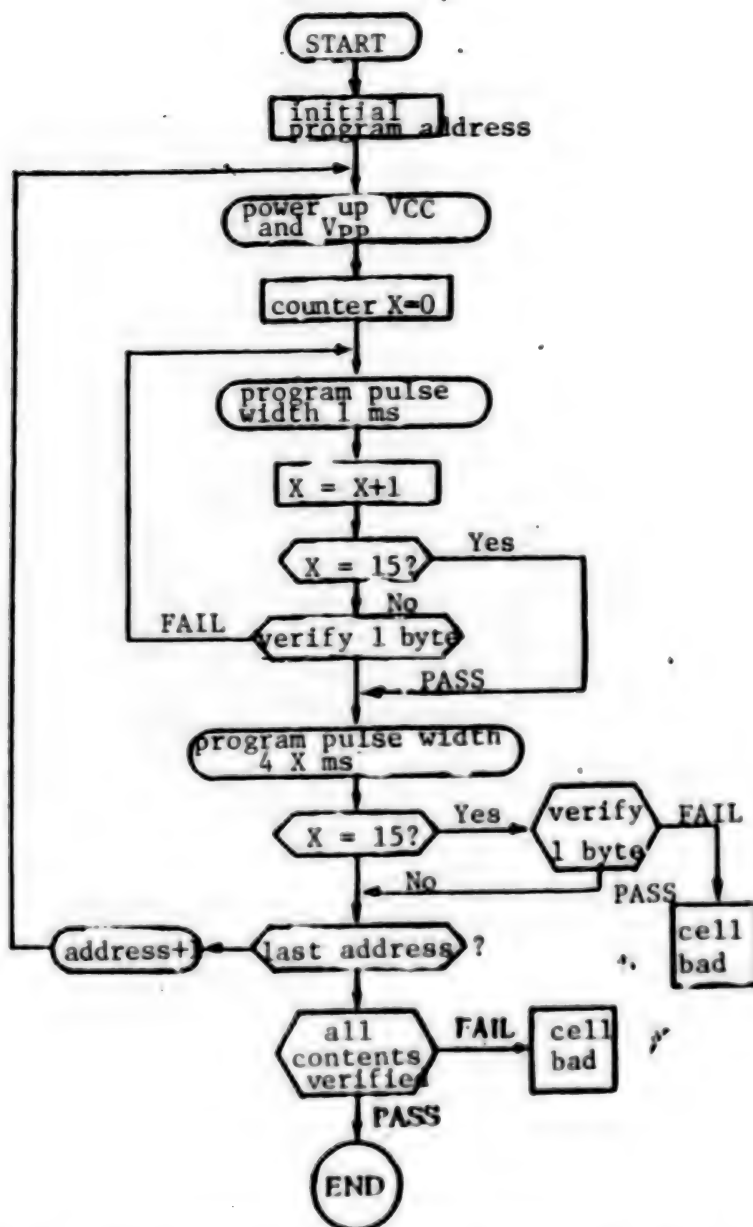 START
initial
program address
power up VCC
and Vpp
counter X=0
program pulse
width 1 ms
X = X+1
X = 15?
Yes
No
FAIL
verify 1 byte
PASS
program pulse width
4 X ms
X = 15?
Yes
verify
1 byte
FAIL
No
PASS
cell
bad
address+1
last address ?
all
contents
verified
FAIL
cell
bad
PASS
END